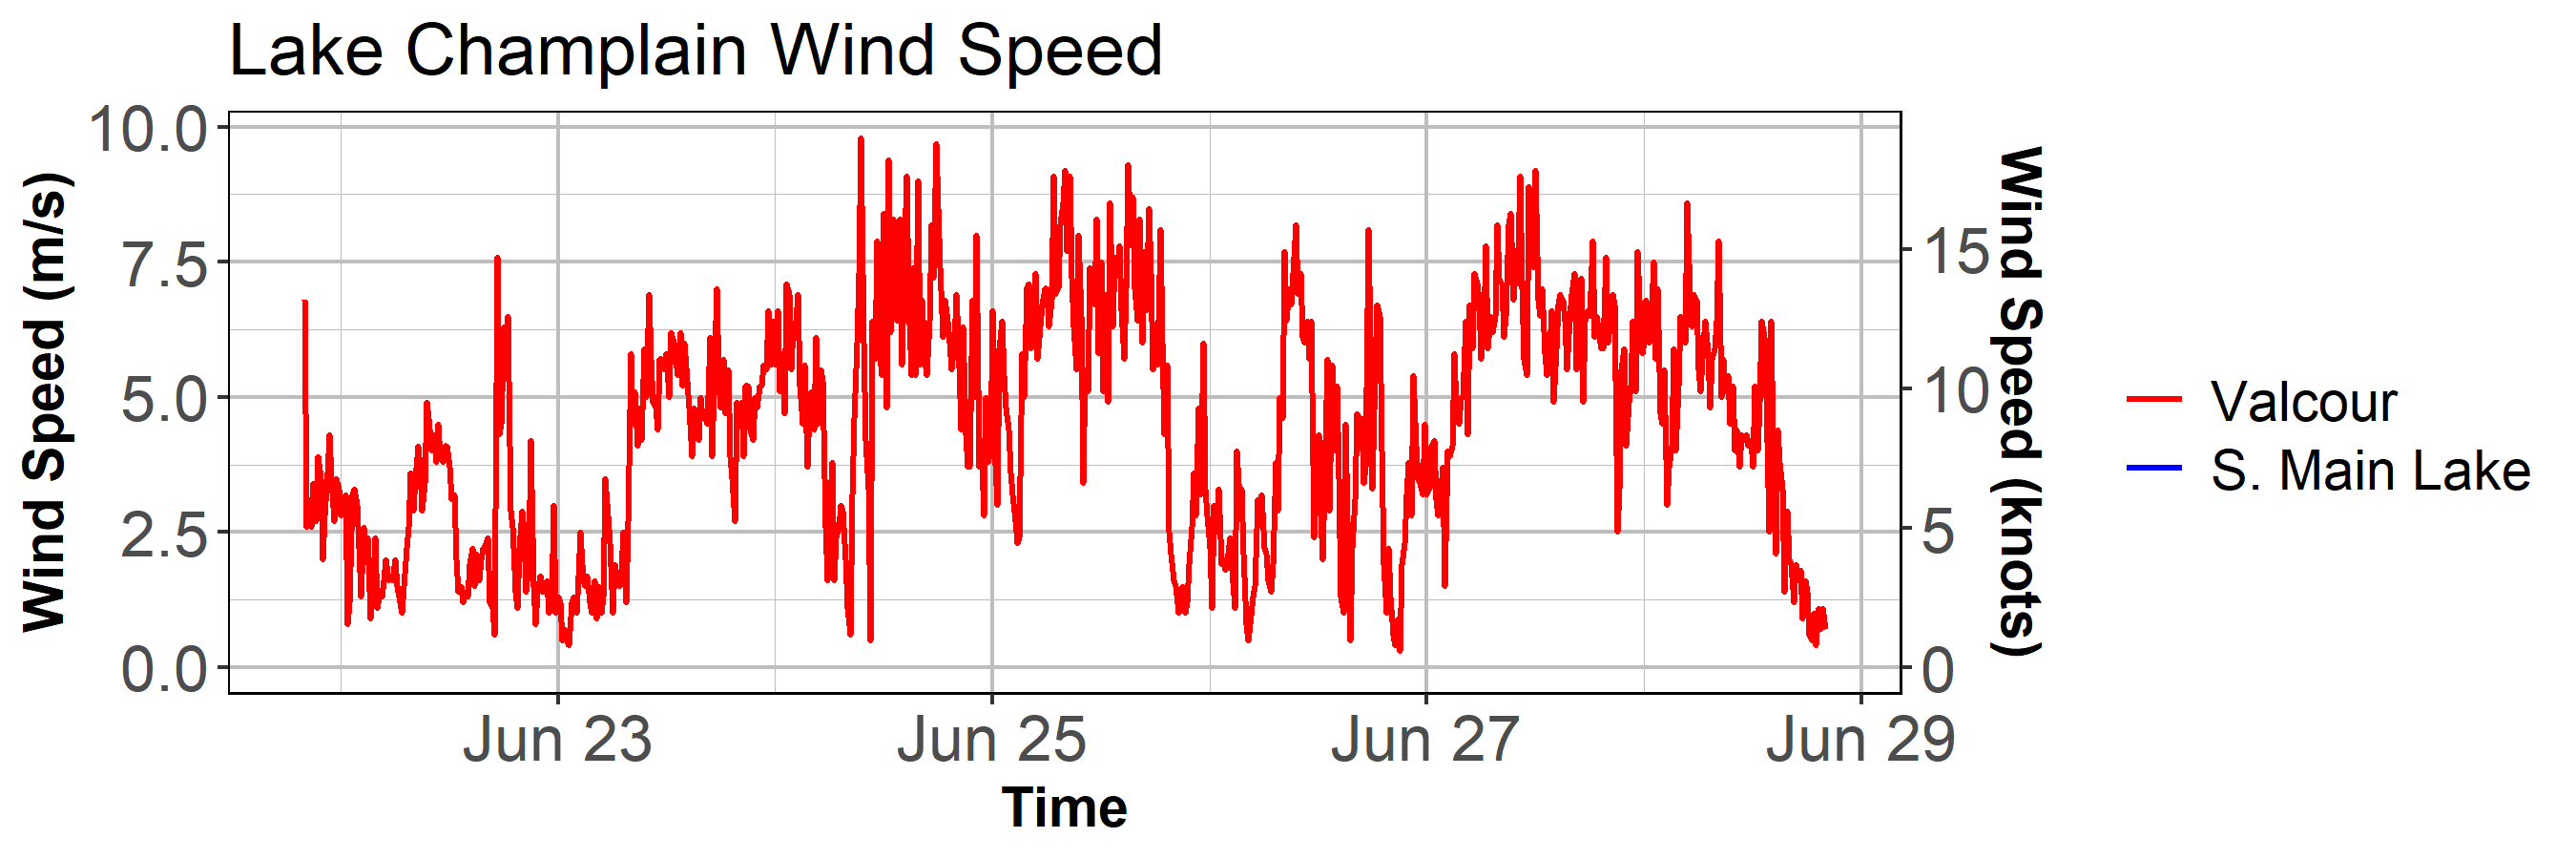 Lake Champlain Wind Speed
Wind Speed (m/s)
10.0
7.5
5.0
2.5
0.0
Jun 23
Jun 25
Jun 27
Jun 29
Time
15
10
5
0
Wind Speed (knots)
Valcour
S. Main Lake